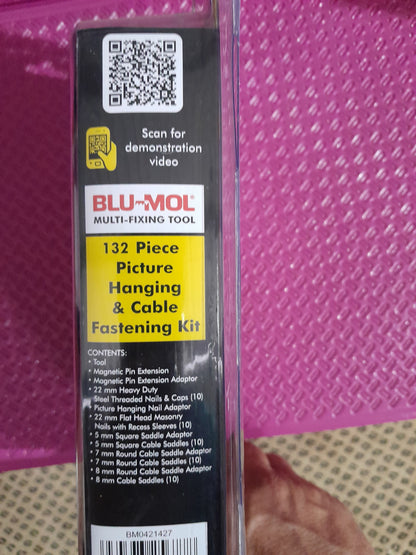 Scan for
demonstration
video
BLU-MOL®
MULTI-FIXING TOOL
132 Piece
Picture
Hanging
& Cable
Fastening Kit
CONTENTS:
• Tool
• Magnetic Pin Extension
• Magnetic Pin Extension Adaptor
• 22 mm Heavy Duty
Steel Threaded Nails & Caps (10)
• Picture Hanging Nail Adaptor
• 22 mm Flat Head Masonry
Nails with Recess Sleeves (10)
• 5 mm Square Saddle Adaptor
• 5 mm Square Cable Saddles (10)
• 7 mm Round Cable Saddle Adaptor
• 7 mm Round Cable Saddles (10)
• 8 mm Round Cable Saddle Adaptor
• 8 mm Cable Saddles (10)
BM0421427